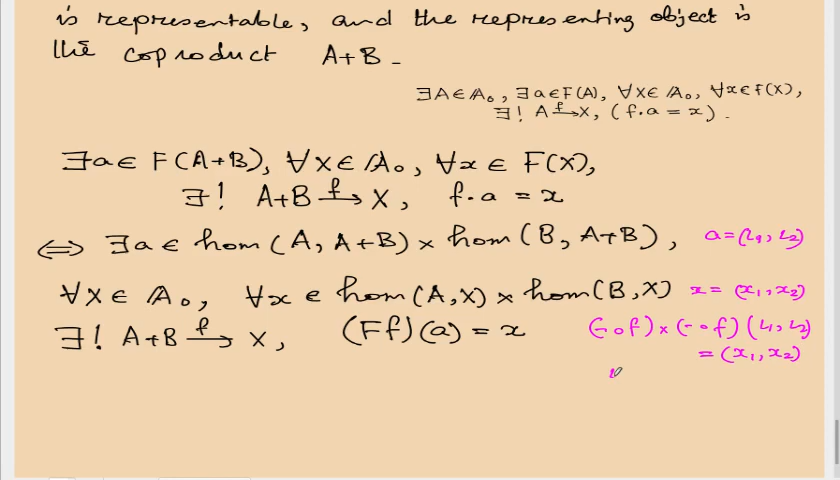 is representable, and the representing object is
the coproduct A+B –
∃A∈𝔸₀, ∃a∈F(A), ∀X∈𝔸₀, ∀x∈F(X),
∃! A →f X, (f·a = x).
∃a∈ F(A+B), ∀X∈𝔸₀, ∀x∈ F(X),
∃! A+B →f X, f·a = x
⟺ ∃a∈ hom(A, A+B) × hom(B, A+B), a=(ι₁, ι₂)
∀X∈𝔸₀, ∀x∈ hom(A,X) × hom(B,X) x = (x₁, x₂)
∃! A+B →f X, (Ff)(a) = x (–∘f) × (–∘f) (ι₁, ι₂)
= (x₁, x₂)